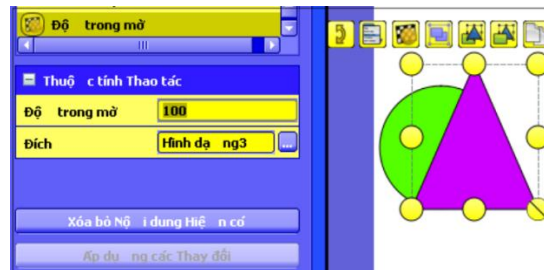 Độ trong mờ
Thuộc tính Thao tác
Độ trong mờ 100
Đích Hình dạng3 ...
Xóa bỏ Nội dung Hiện có
Áp dụng các Thay đổi